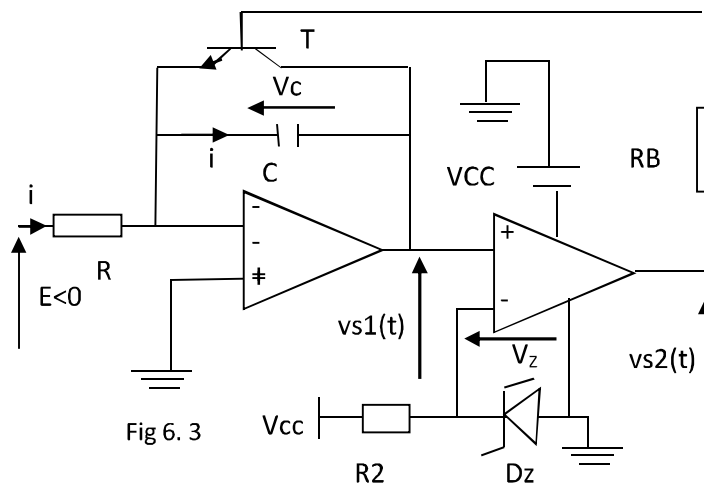 T
Vc
i
C
VCC
RB
i
R
E<0
-
-
+
+
-
vs1(t)
Vz
vs2(t)
Fig 6. 3
Vcc
R2
Dz